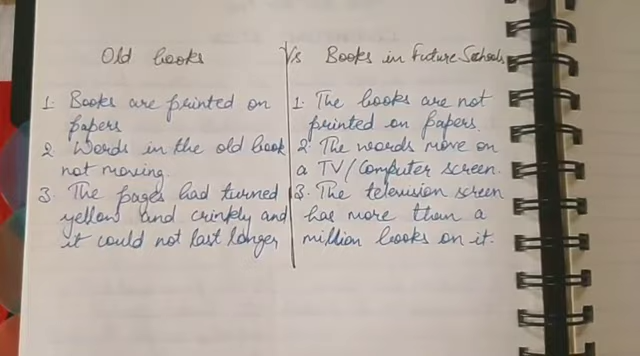 Old books Vs Books in Future Schools
1. Books are printed on
papers
2 Words in the old book
not moving.
3. The pages had turned
yellow and crinkly and
it could not last longer
1. The books are not
printed on papers.
2. The words move on
a TV/Computer screen.
3. The television screen
has more than a
million books on it.